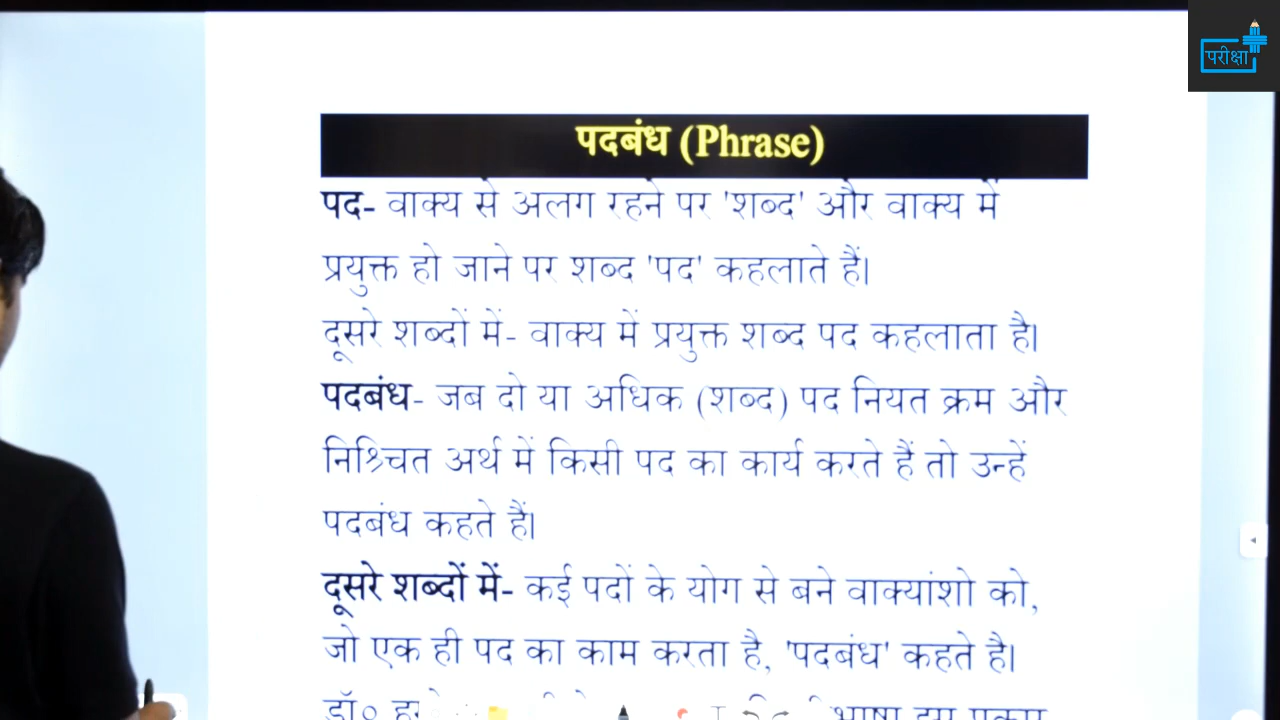 परीक्षा
पदबंध (Phrase)
पद- वाक्य से अलग रहने पर 'शब्द' और वाक्य में
प्रयुक्त हो जाने पर शब्द 'पद' कहलाते हैं।
दूसरे शब्दों में- वाक्य में प्रयुक्त शब्द पद कहलाता है।
पदबंध- जब दो या अधिक (शब्द) पद नियत क्रम और
निश्चित अर्थ में किसी पद का कार्य करते हैं तो उन्हें
पदबंध कहते हैं।
दूसरे शब्दों में- कई पदों के योग से बने वाक्यांशो को,
जो एक ही पद का काम करता है, 'पदबंध' कहते है।
डॉ०